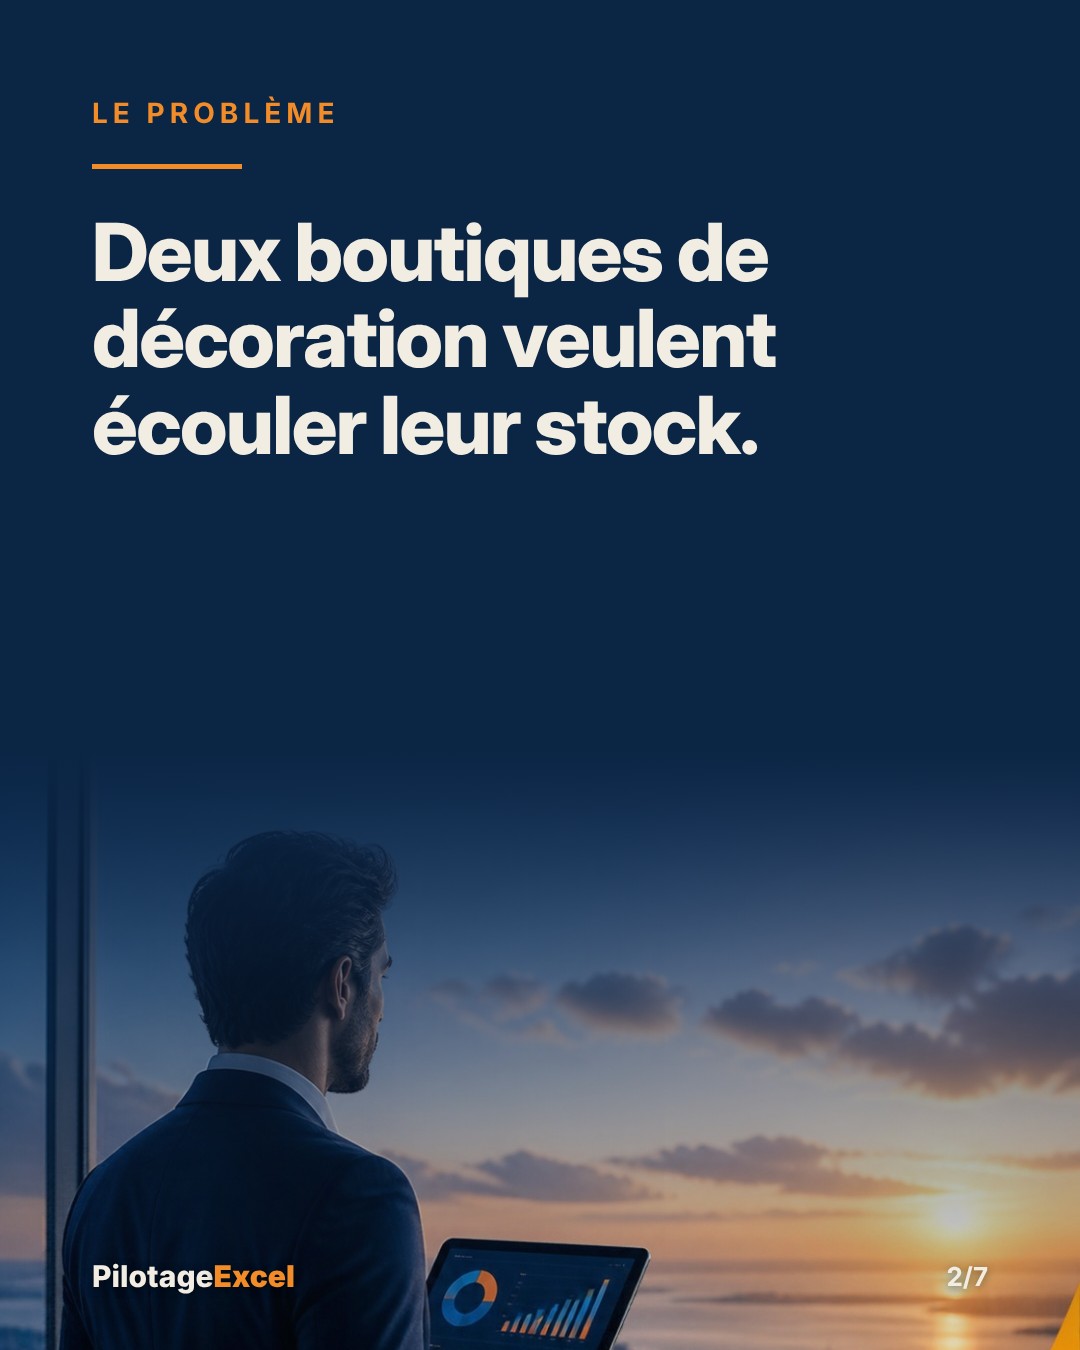 LE PROBLÈME
Deux boutiques de
décoration veulent
écouler leur stock.
PilotageExcel
2/7